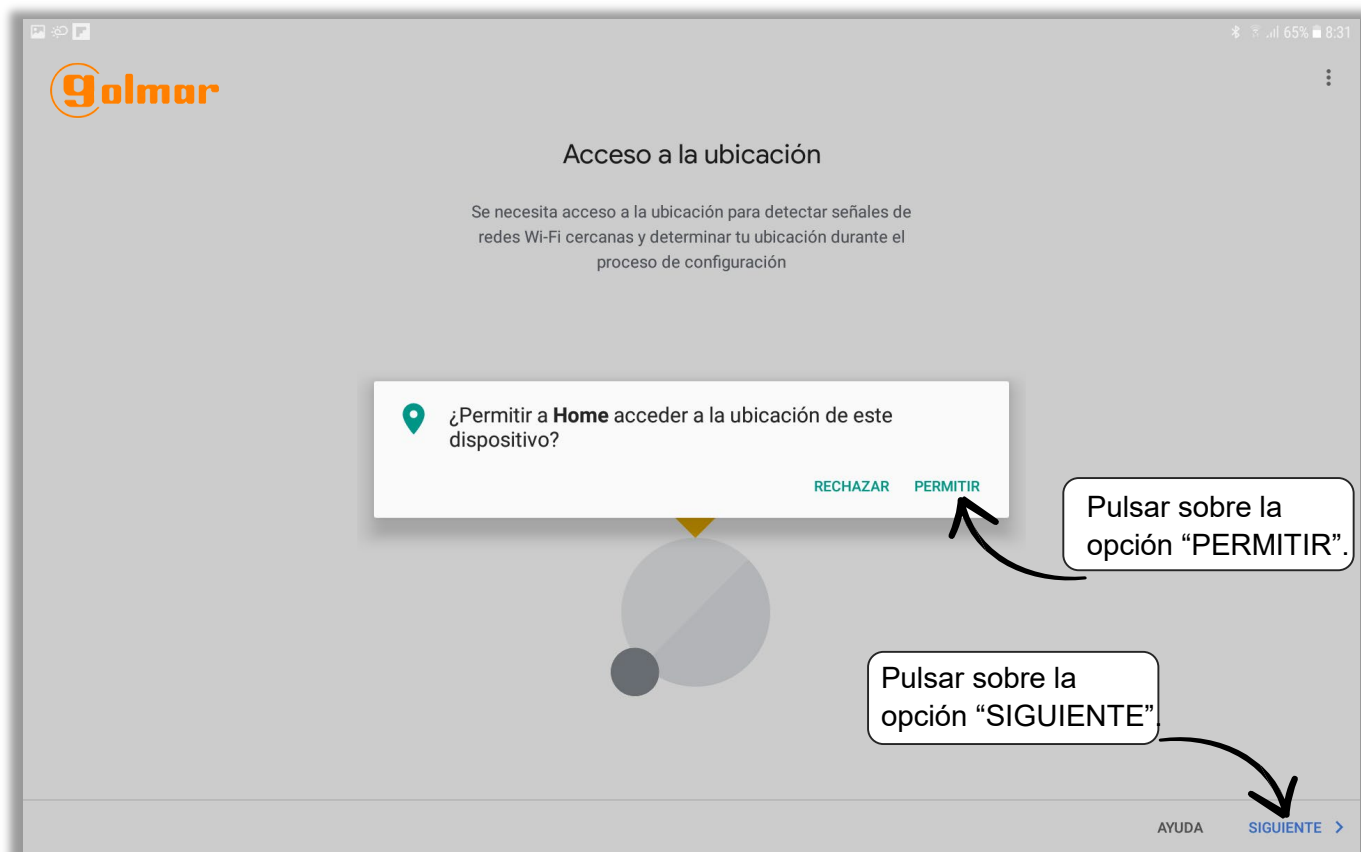 65% 8:31
golmar
Acceso a la ubicación
Se necesita acceso a la ubicación para detectar señales de
redes Wi-Fi cercanas y determinar tu ubicación durante el
proceso de configuración
¿Permitir a Home acceder a la ubicación de este
dispositivo?
RECHAZAR PERMITIR
Pulsar sobre la
opción “PERMITIR”.
Pulsar sobre la
opción “SIGUIENTE”.
AYUDA SIGUIENTE